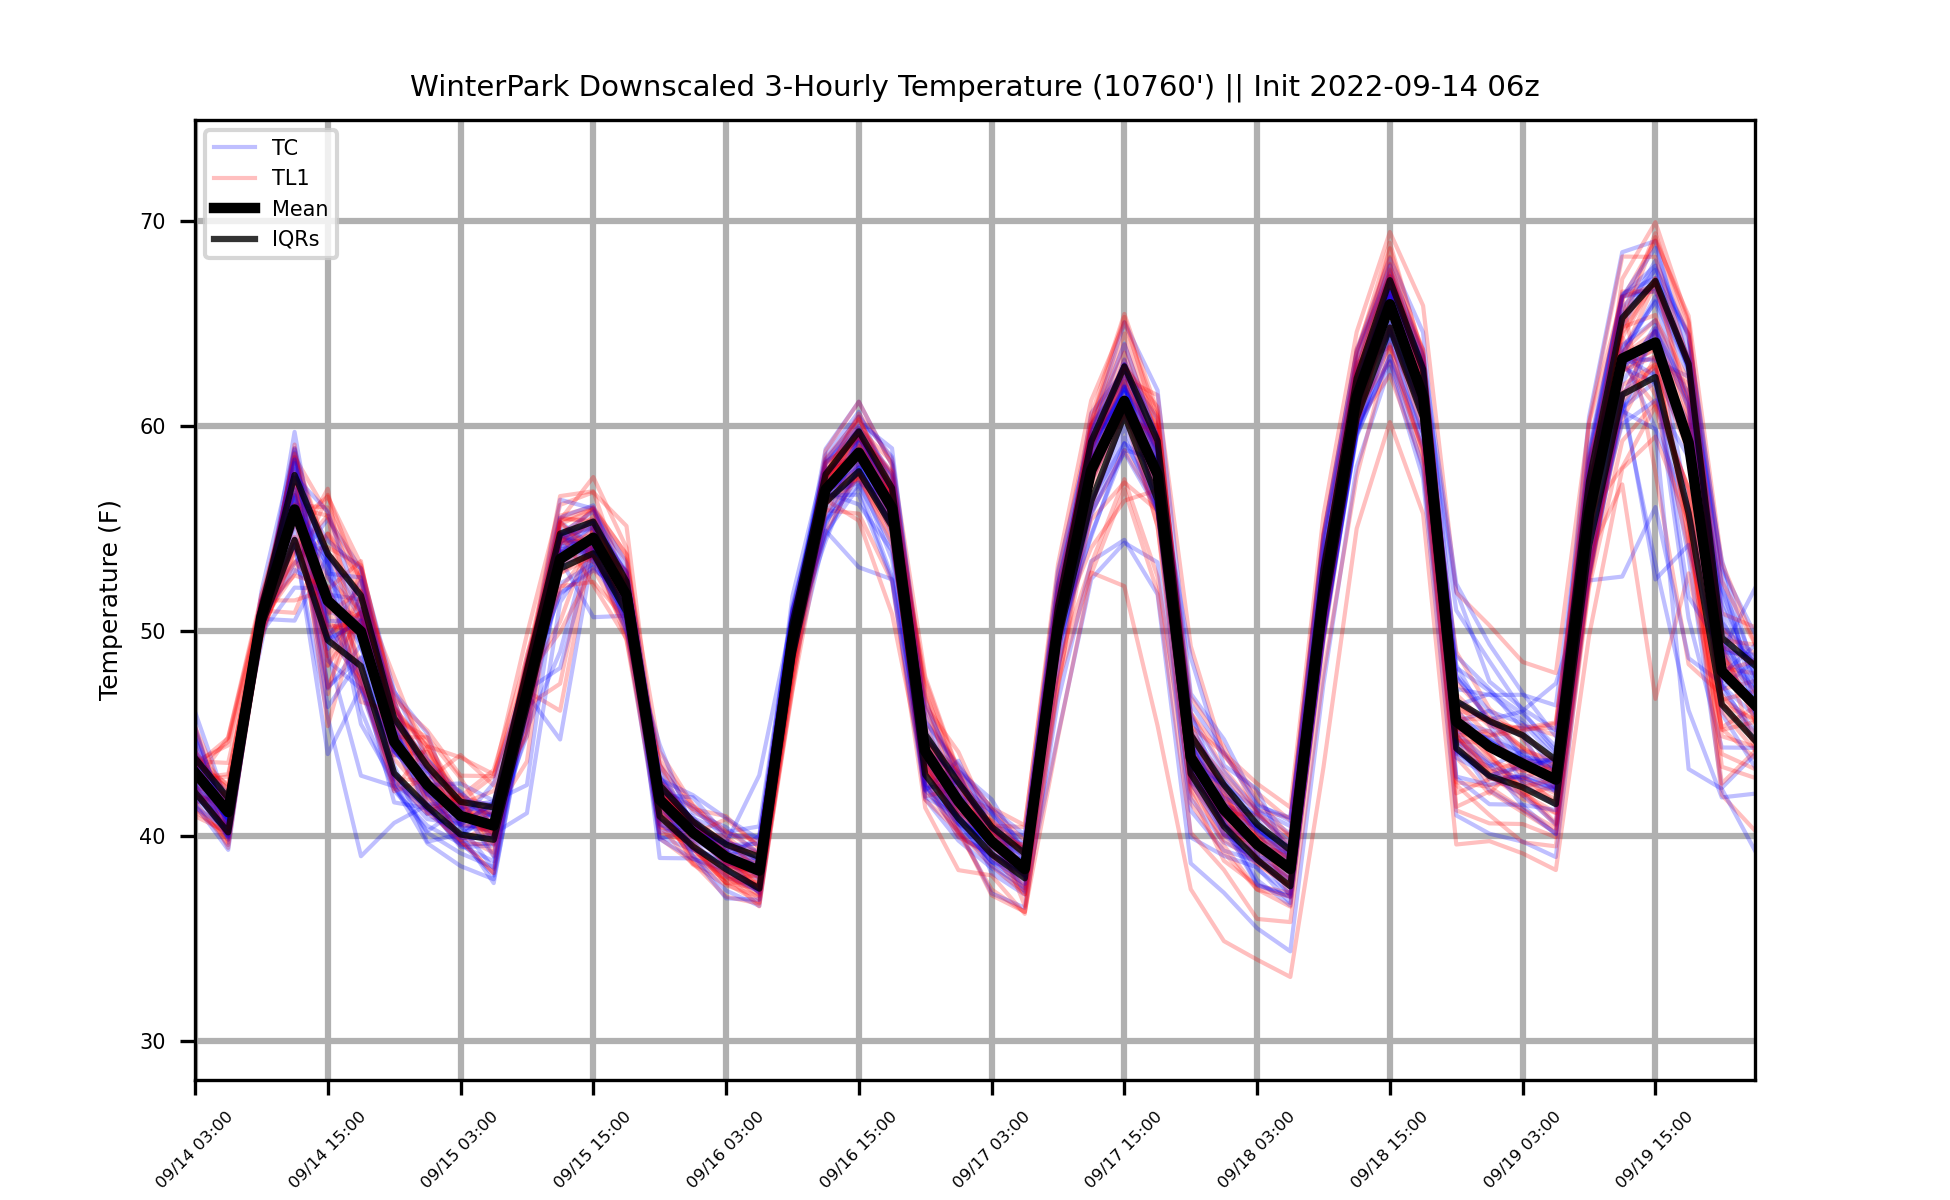 WinterPark Downscaled 3-Hourly Temperature (10760') || Init 2022-09-14 06z
TC
TL1
Mean
IQRs
Temperature (F)
70
60
50
40
30
09/14 03:00
09/14 15:00
09/15 03:00
09/15 15:00
09/16 03:00
09/16 15:00
09/17 03:00
09/17 15:00
09/18 03:00
09/18 15:00
09/19 03:00
09/19 15:00